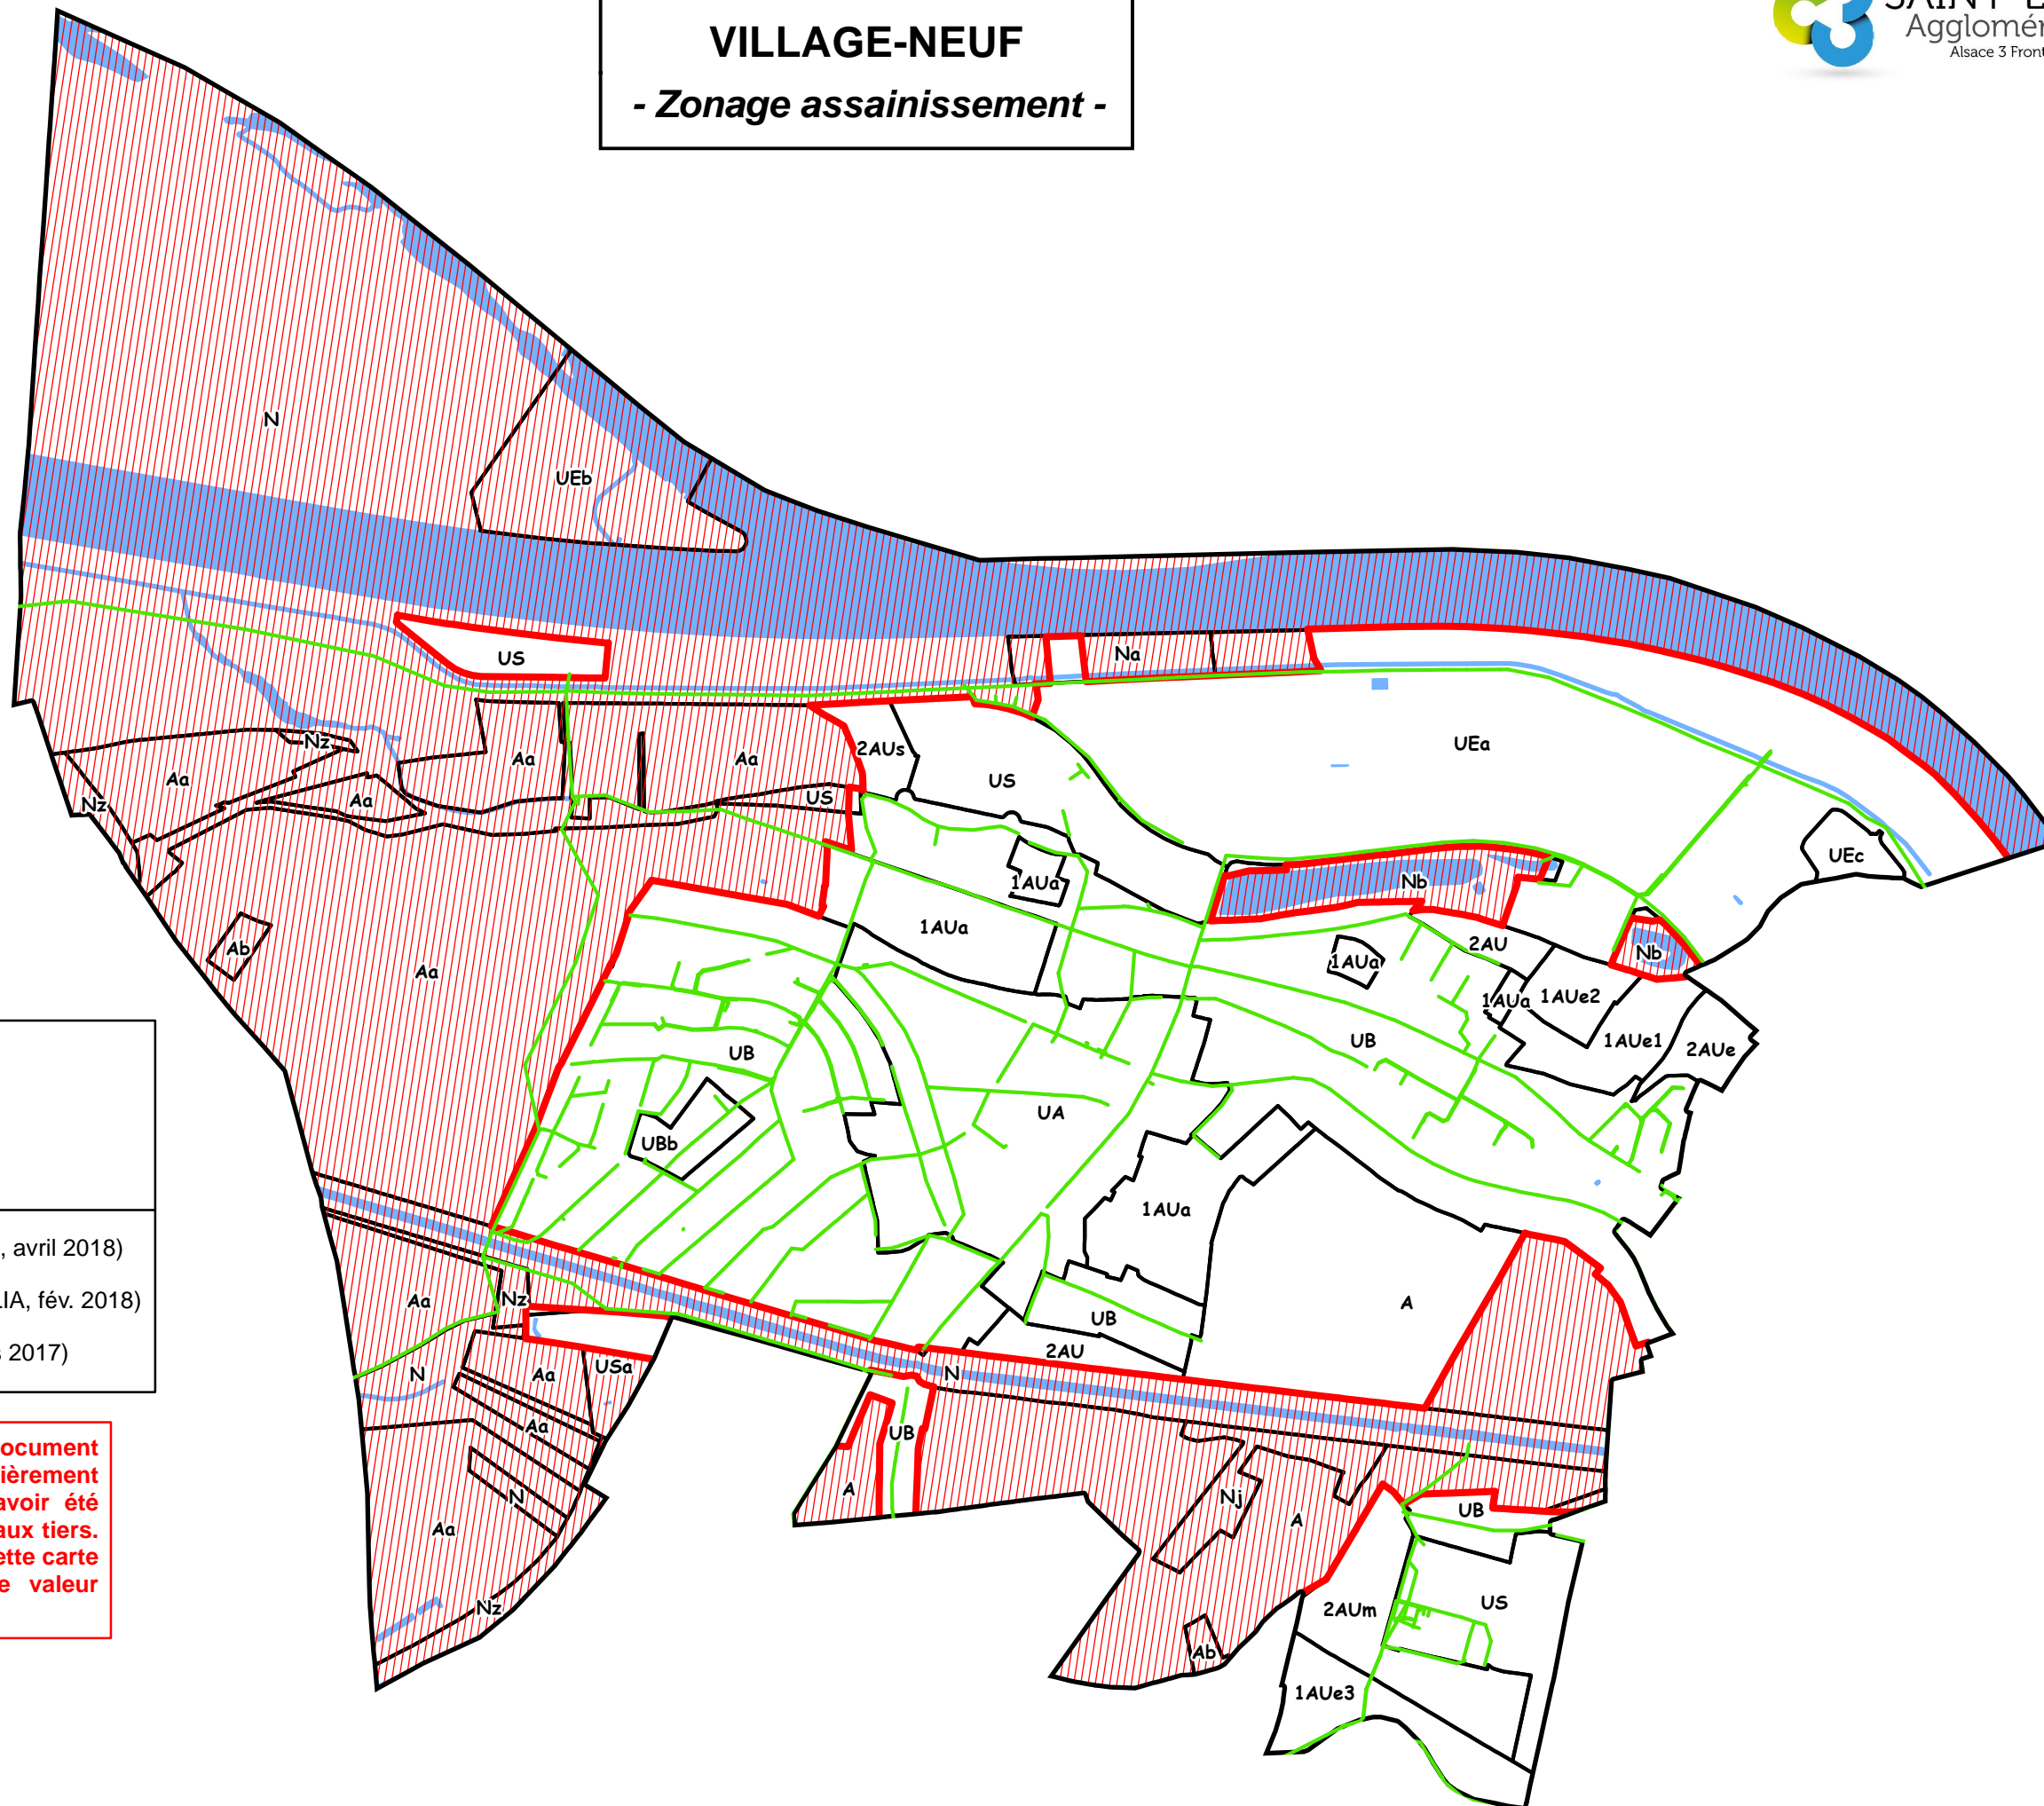 VILLAGE-NEUF
- Zonage assainissement -
Agglomér
Alsace 3 Front
N
UEb
US
Na
UEa
2AUs
US
Nz
Aa
Aa
Aa
Aa
Nz
US
UEc
1AUa
Nb
1AUa
2AU
Nb
Ab
Aa
1AUa
1AUa
1AUe2
1AUe1
2AUe
UB
UB
UA
UBb
1AUa
, avril 2018)
LIA, fév. 2018)
s 2017)
Aa
Nz
UB
A
2AU
N
Aa
USa
N
Aa
UB
A
N
Nj
A
UB
Aa
Nz
2AUm
US
Ab
1AUe3
ocument
ièrement
avoir été
aux tiers.
ette carte
e valeur